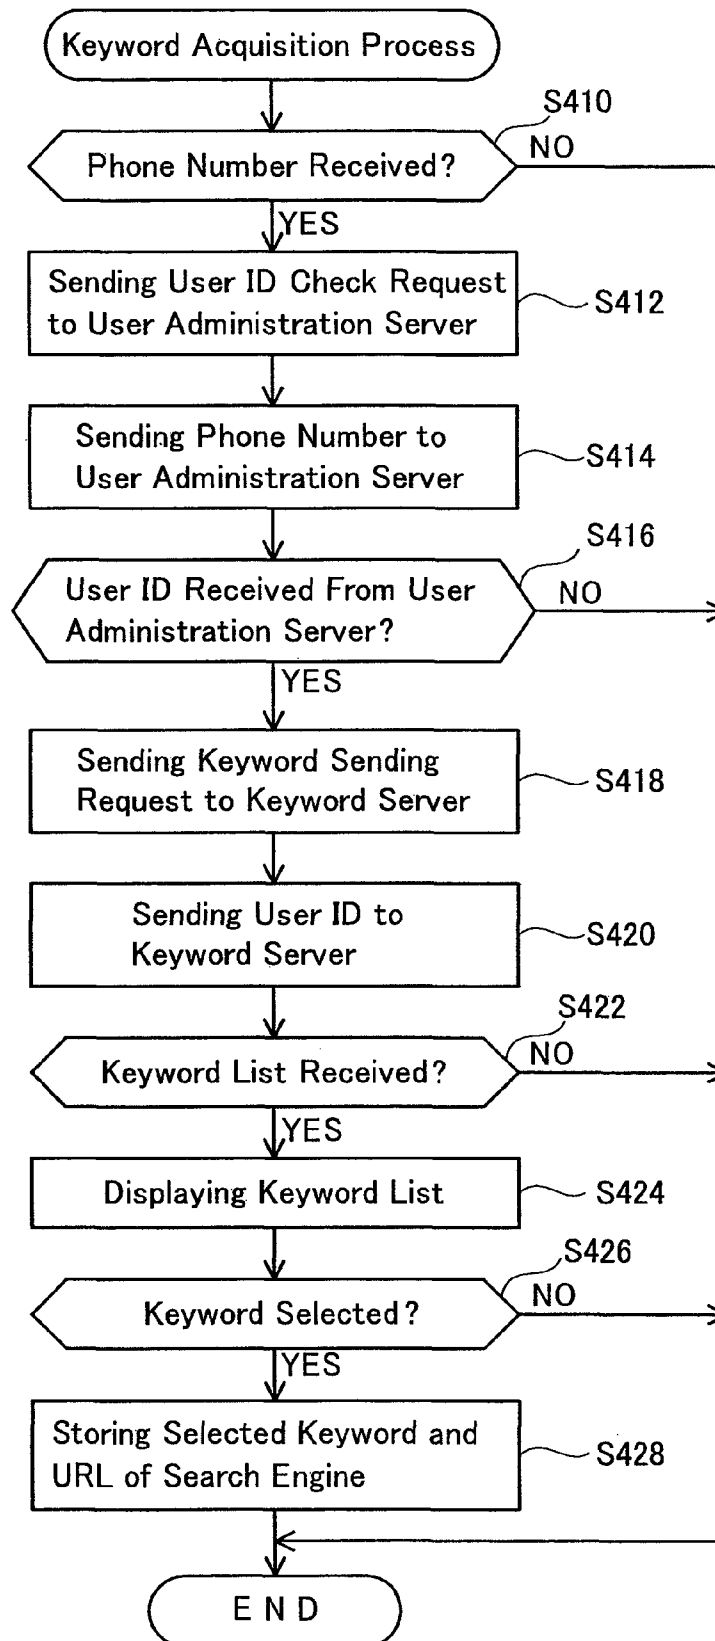 Keyword Acquisition Process
S410
Phone Number Received?
NO
YES
Sending User ID Check Request
to User Administration Server
S412
Sending Phone Number to
User Administration Server
S414
S416
User ID Received From User
Administration Server?
NO
YES
Sending Keyword Sending
Request to Keyword Server
S418
Sending User ID to
Keyword Server
S420
S422
Keyword List Received?
NO
YES
Displaying Keyword List
S424
S426
Keyword Selected?
NO
YES
Storing Selected Keyword and
URL of Search Engine
S428
END